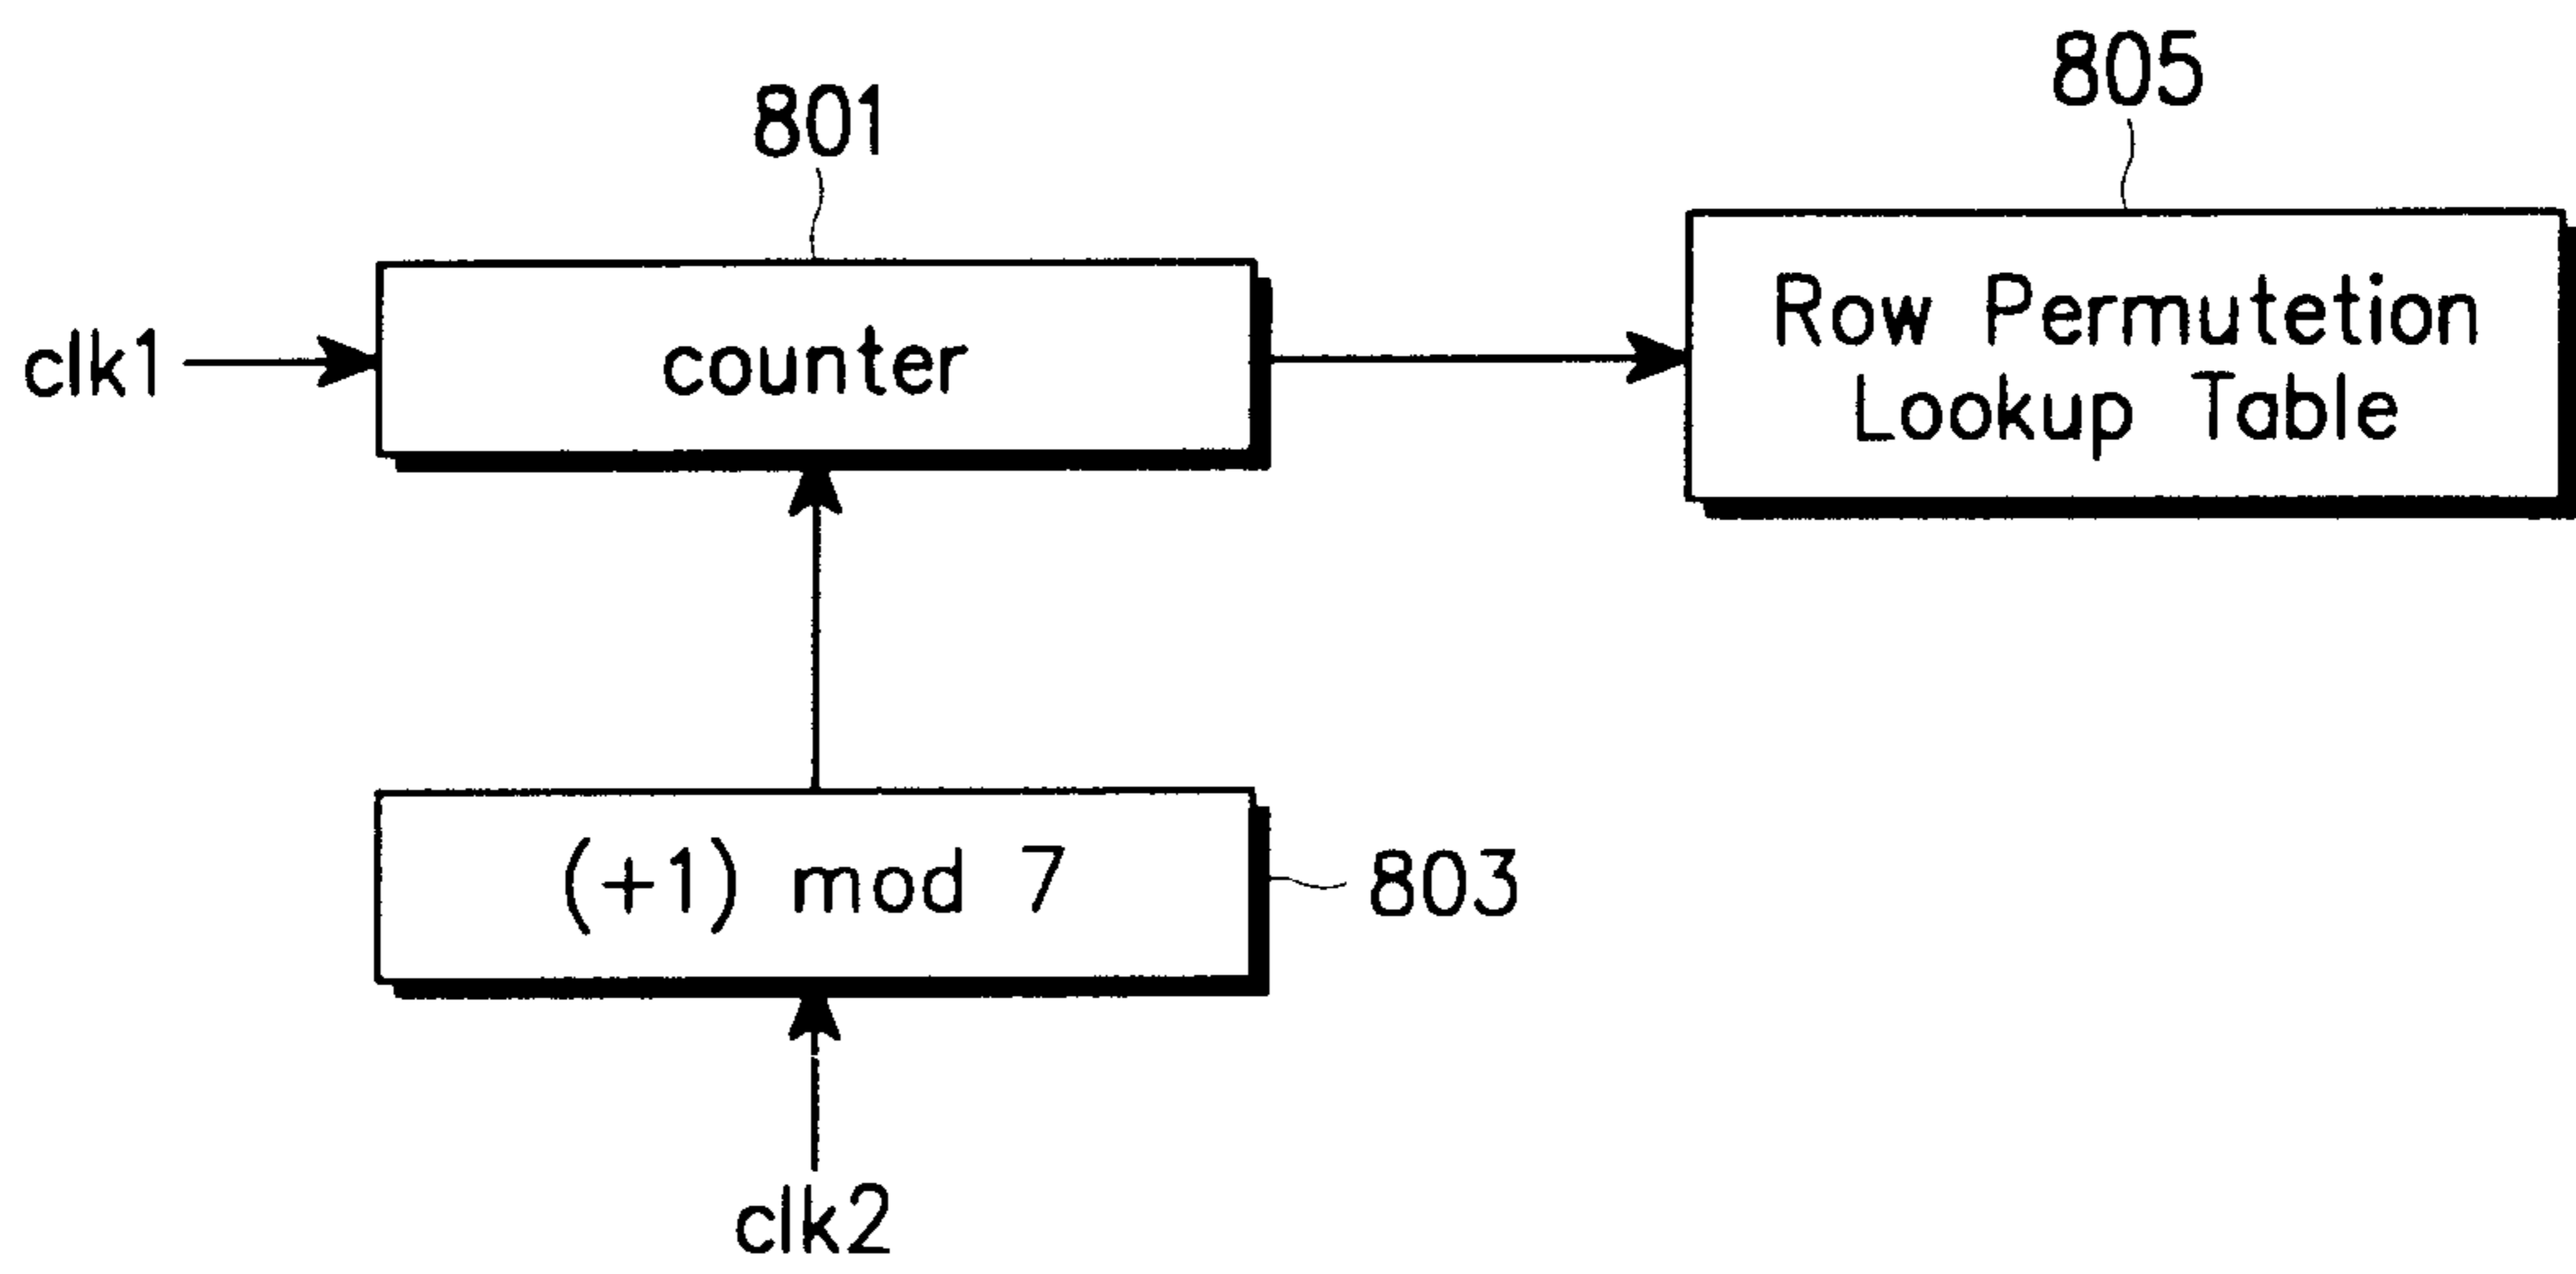 801
805
clk1
counter
Row Permutetion
Lookup Table
(+1) mod 7
803
clk2